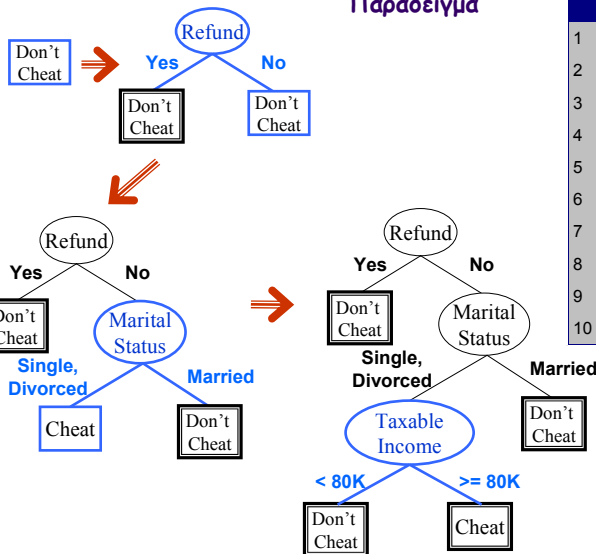 Παράδειγμα
Refund
Don't
Cheat
Yes
No
Don't
Cheat
Don't
Cheat
Refund
Yes
No
Don't
Cheat
Marital
Status
Single,
Divorced
Married
Cheat
Don't
Cheat
Refund
Yes
No
Don't
Cheat
Marital
Status
Single,
Divorced
Married
Taxable
Income
Don't
Cheat
< 80K
>= 80K
Don't
Cheat
Cheat
1
2
3
4
5
6
7
8
9
10